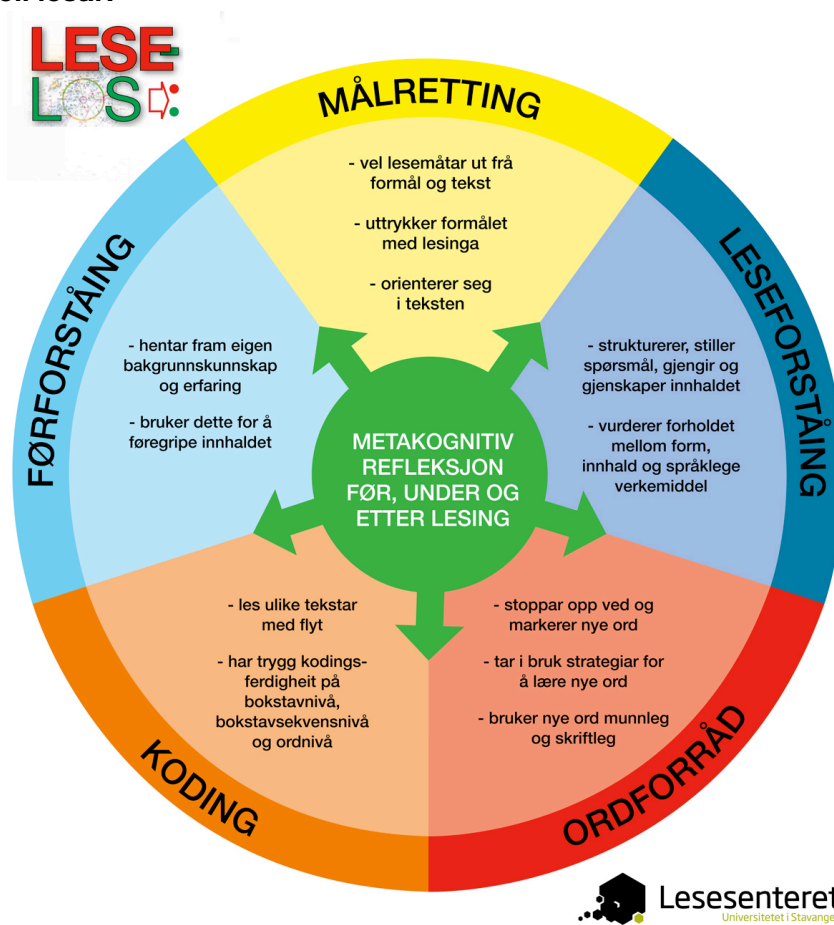 LESE
LOS
MÅLRETTING
- vel lesemåtar ut frå
formål og tekst
- uttrykker formålet
med lesinga
- orienterer seg
i teksten
FØRFORSTÅING
- hentar fram eigen
bakgrunnskunnskap
og erfaring
- bruker dette for å
føregripe innhaldet
LESEFORSTÅING
- strukturerer, stiller
spørsmål, gjengir og
gjenskaper innhaldet
- vurderer forholdet
mellom form,
innhald og språklege
verkemiddel
METAKOGNITIV
REFLEKSJON
FØR, UNDER OG
ETTER LESING
- les ulike tekstar
med flyt
- har trygg kodings-
ferdigheit på
bokstavnivå,
bokstavsekvensnivå
og ordnivå
KODING
- stoppar opp ved og
markerer nye ord
- tar i bruk strategiar for
å lære nye ord
- bruker nye ord munnleg
og skriftleg
ORDFORRÅD
Lesesenteret
Universitetet i Stavange